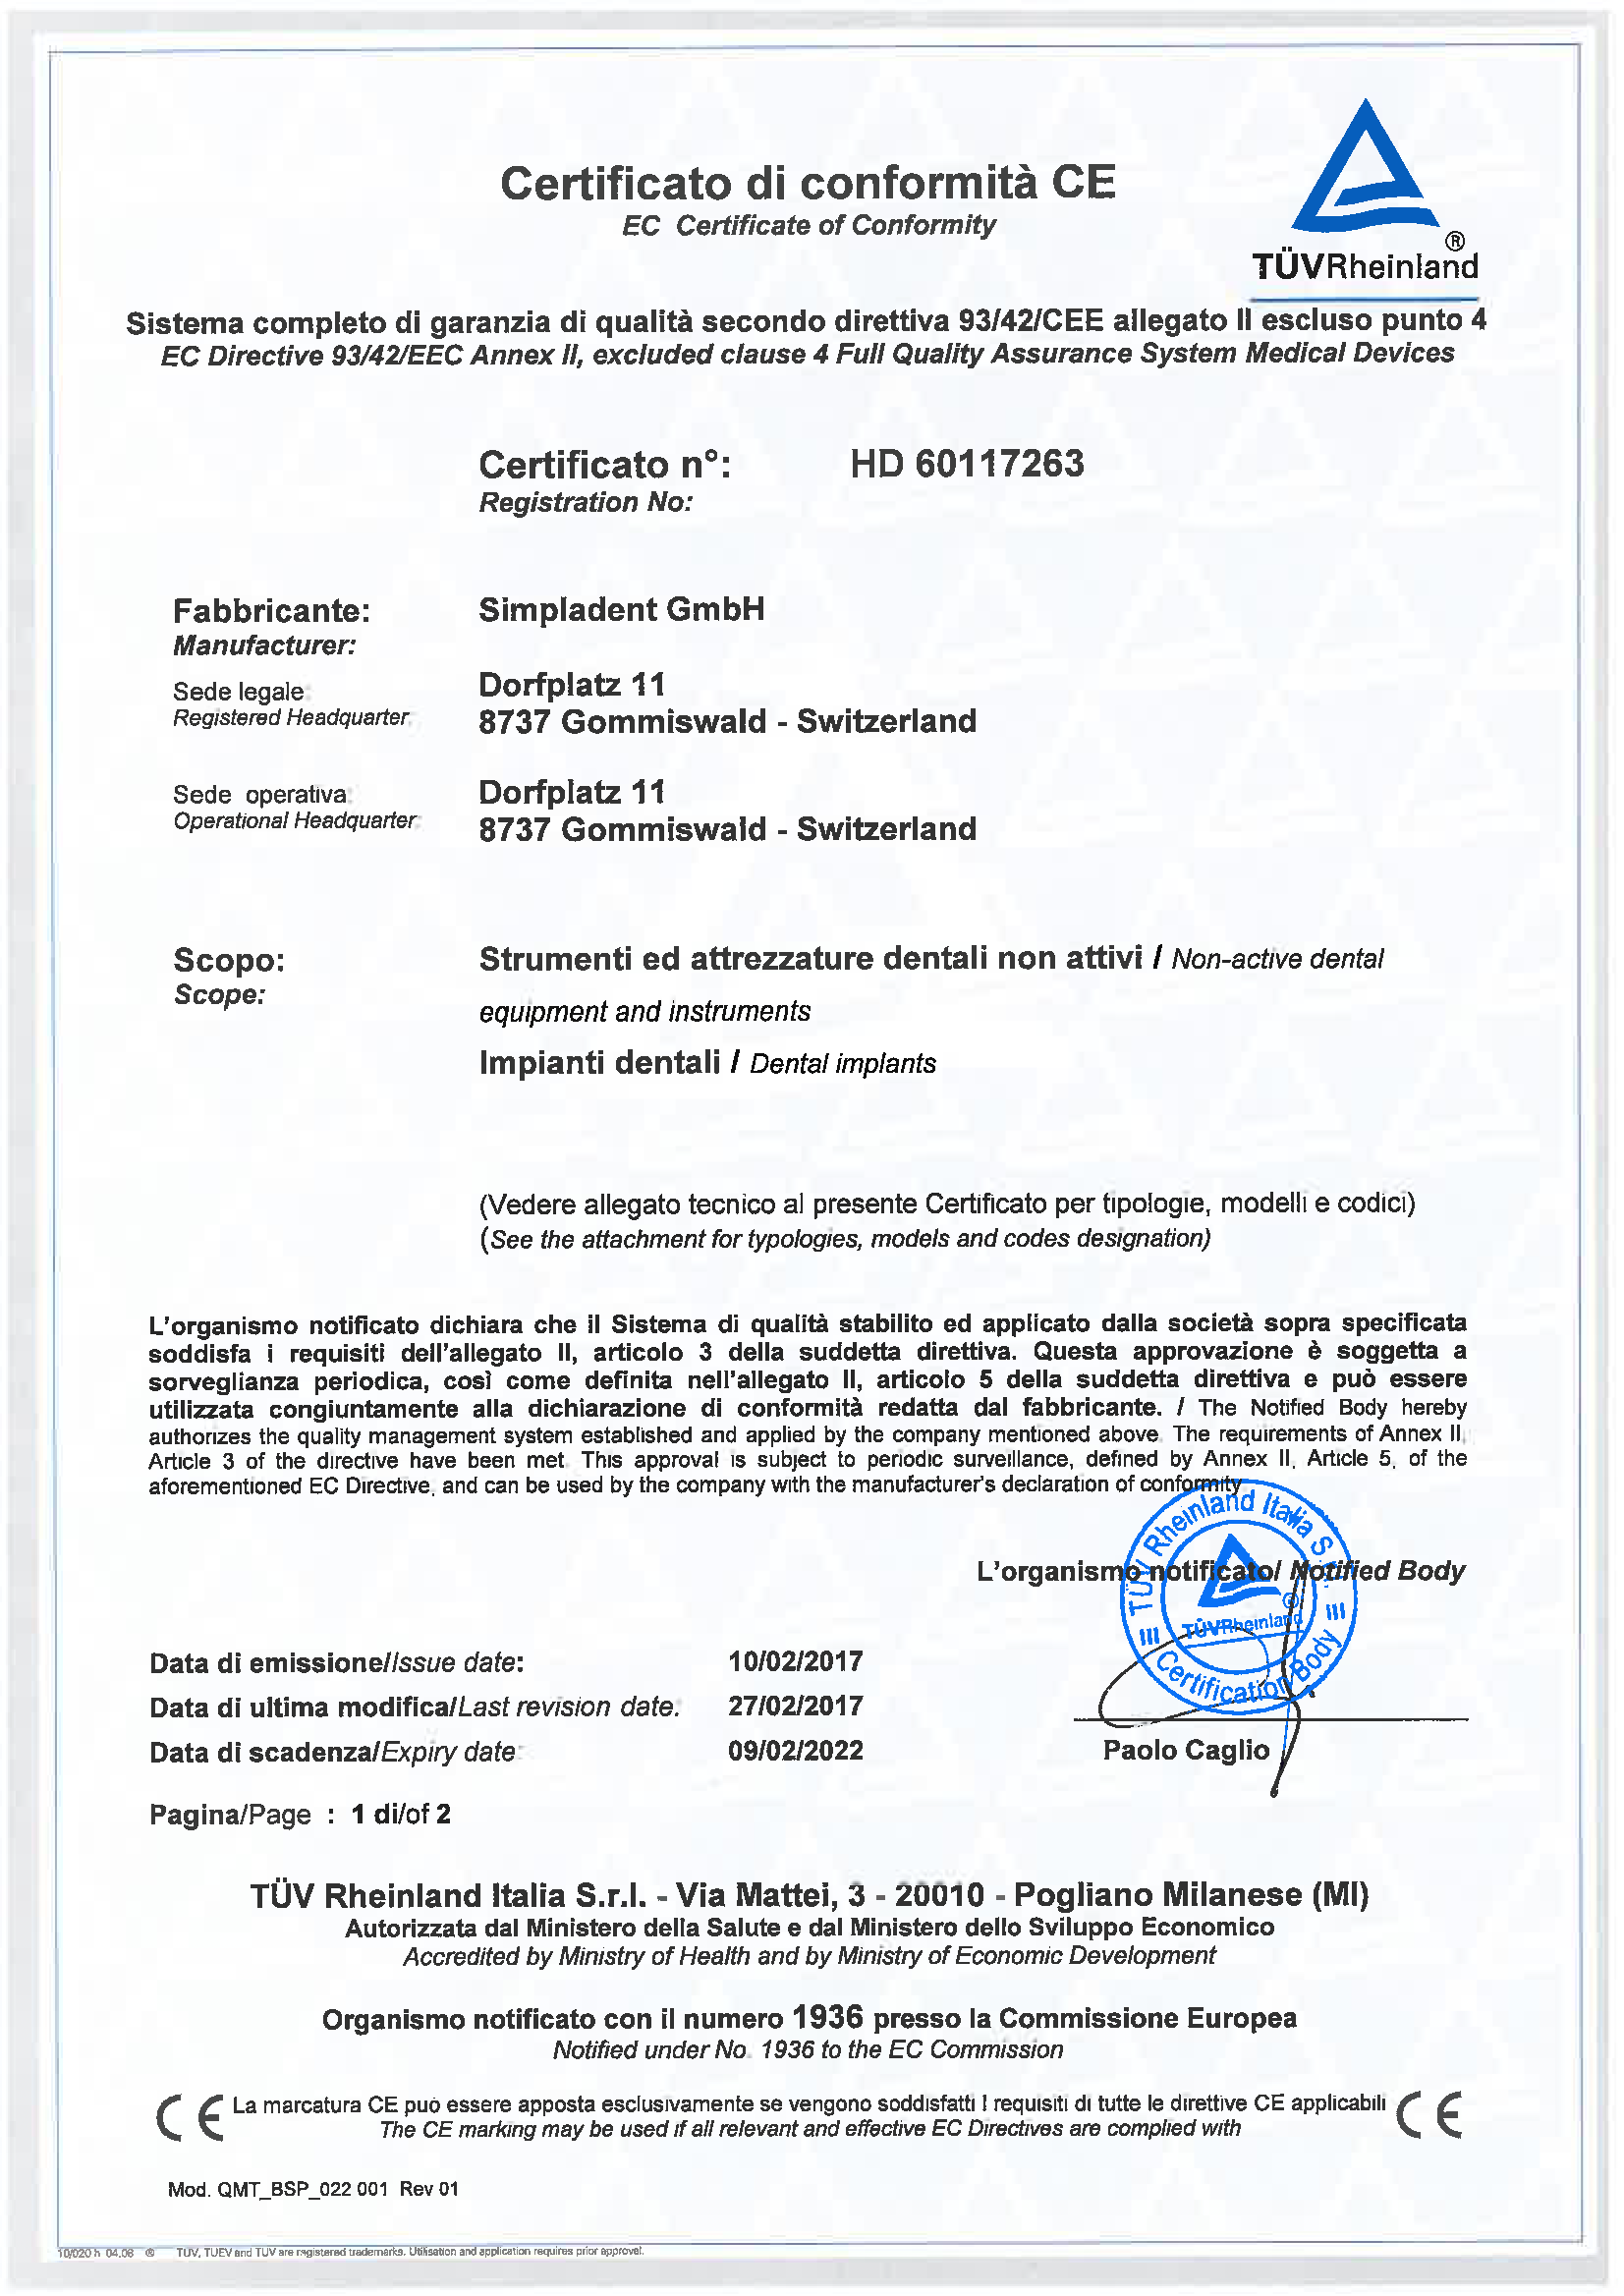 Certificato di conformità CE
EC Certificate of Conformity
®
TÜVRheinland
Sistema completo di garanzia di qualità secondo direttiva 93/42/CEE allegato II escluso punto 4
EC Directive 93/42/EEC Annex II, excluded clause 4 Full Quality Assurance System Medical Devices
Certificato n°: HD 60117263
Registration No:
Fabbricante: Simpladent GmbH
Manufacturer:
Sede legale: Dorfplatz 11
Registered Headquarter: 8737 Gommiswald - Switzerland
Sede operativa: Dorfplatz 11
Operational Headquarter: 8737 Gommiswald - Switzerland
Scopo: Strumenti ed attrezzature dentali non attivi / Non-active dental
Scope: equipment and instruments
Impianti dentali / Dental implants
(Vedere allegato tecnico al presente Certificato per tipologie, modelli e codici)
(See the attachment for typologies, models and codes designation)
L'organismo notificato dichiara che il Sistema di qualità stabilito ed applicato dalla società sopra specificata
soddisfa i requisiti dell'allegato II, articolo 3 della suddetta direttiva. Questa approvazione è soggetta a
sorveglianza periodica, così come definita nell'allegato II, articolo 5 della suddetta direttiva e può essere
utilizzata congiuntamente alla dichiarazione di conformità redatta dal fabbricante. / The Notified Body hereby
authorizes the quality management system established and applied by the company mentioned above. The requirements of Annex II,
Article 3 of the directive have been met. This approval is subject to periodic surveillance, defined by Annex II, Article 5, of the
aforementioned EC Directive, and can be used by the company with the manufacturer's declaration of conformity
L'organismo notificato/ Notified Body
TÜV Rheinland Italia S.r.l.
TÜVRheinland ®
Certification Body
Data di emissione/Issue date: 10/02/2017
Data di ultima modifica/Last revision date: 27/02/2017
Data di scadenza/Expiry date: 09/02/2022
Paolo Caglio
Pagina/Page : 1 di/of 2
TÜV Rheinland Italia S.r.l. - Via Mattei, 3 - 20010 - Pogliano Milanese (MI)
Autorizzata dal Ministero della Salute e dal Ministero dello Sviluppo Economico
Accredited by Ministry of Health and by Ministry of Economic Development
Organismo notificato con il numero 1936 presso la Commissione Europea
Notified under No. 1936 to the EC Commission
CE La marcatura CE può essere apposta esclusivamente se vengono soddisfatti I requisiti di tutte le direttive CE applicabili CE
The CE marking may be used if all relevant and effective EC Directives are complied with
Mod. QMT_BSP_022 001 Rev 01
10/020 h 04.08 ® TÜV, TUEV and TUV are registered trademarks. Utilisation and application requires prior approval.